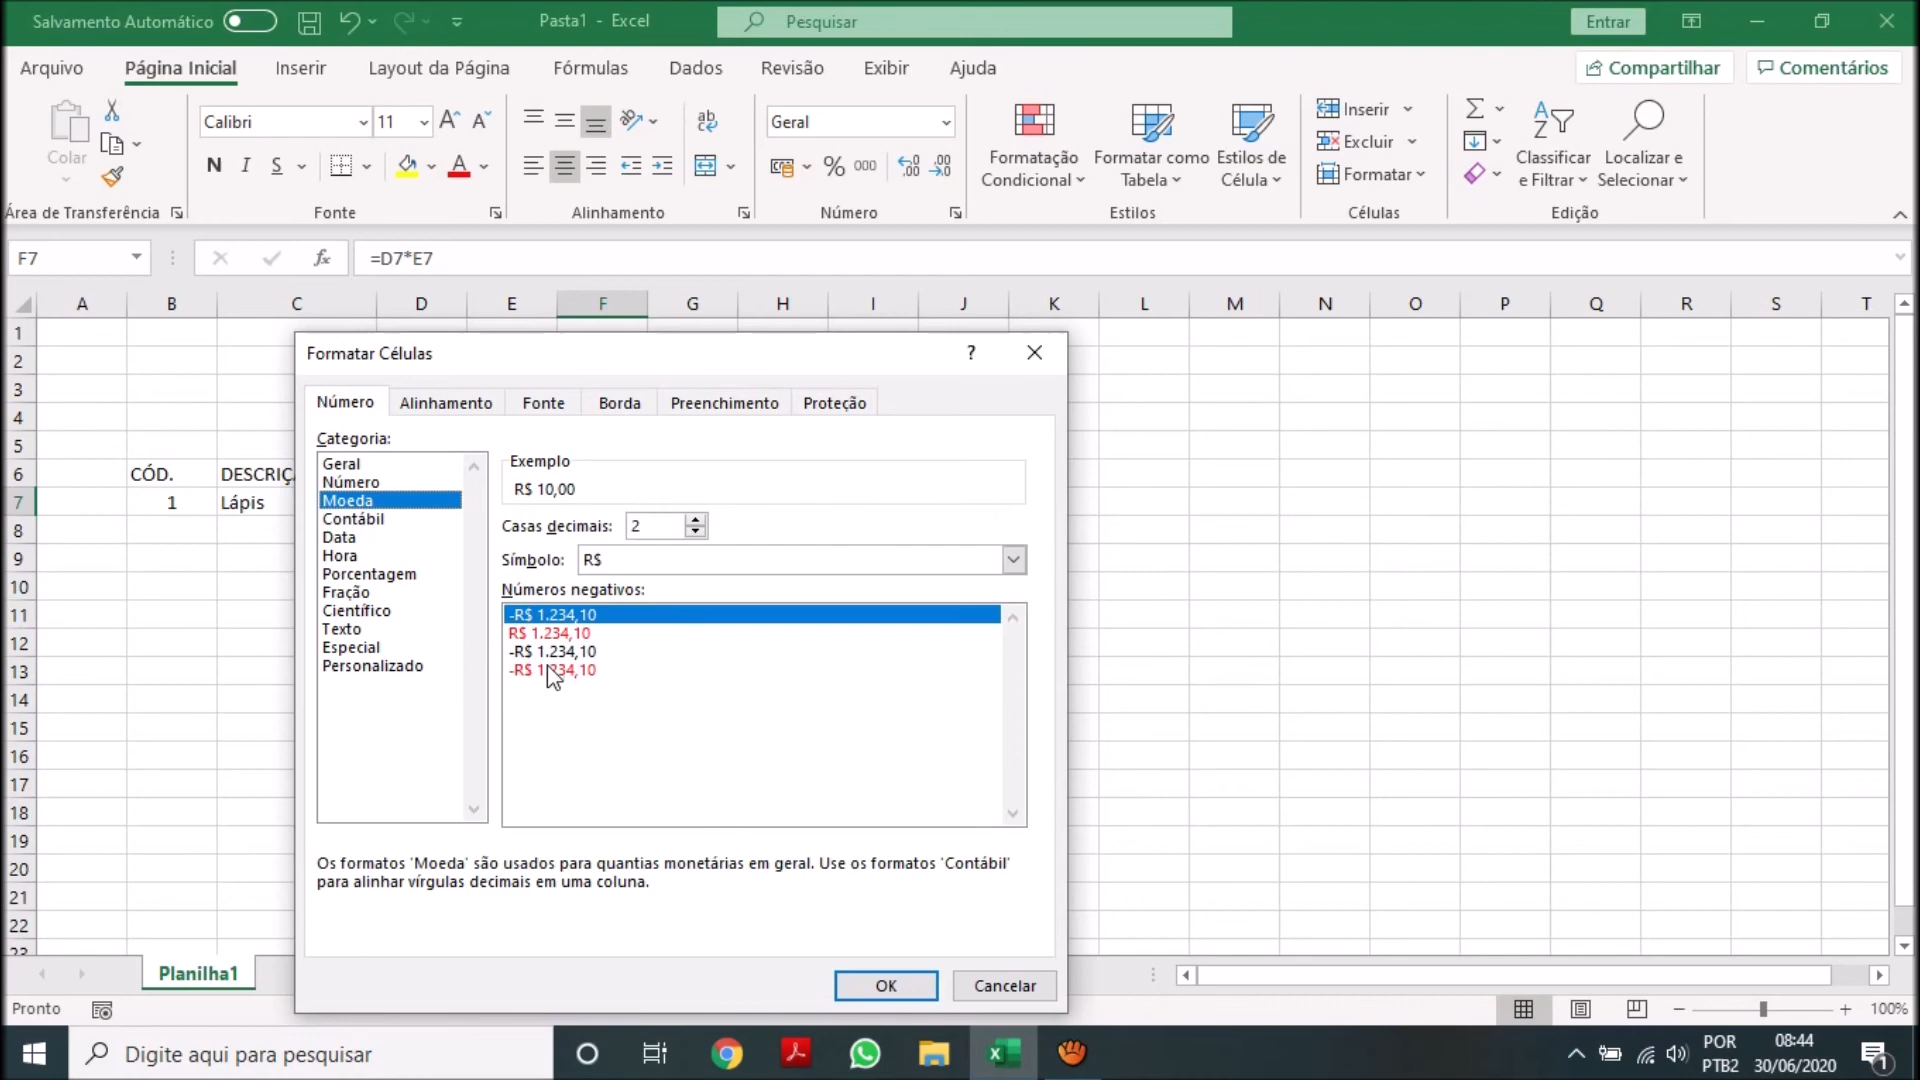 Salvamento Automático
Pasta1 - Excel
Pesquisar
Entrar
Arquivo Página Inicial Inserir Layout da Página Fórmulas Dados Revisão Exibir Ajuda
Compartilhar Comentários
Colar
Área de Transferência
Calibri 11
N I S
Fonte
ab
Alinhamento
Geral
% 000
Número
Formatação Condicional
Formatar como Tabela
Estilos de Célula
Estilos
Inserir
Excluir
Formatar
Células
Classificar e Filtrar
Localizar e Selecionar
Edição
F7
fx
=D7*E7
A B C D E F G H I J K L M N O P Q R S T
1
2
3
4
5
6 CÓD. DESCRIÇ
7 1 Lápis
8
9
10
11
12
13
14
15
16
17
18
19
20
21
22
23
Formatar Células ?
Número Alinhamento Fonte Borda Preenchimento Proteção
Categoria:
Geral
Número
Moeda
Contábil
Data
Hora
Porcentagem
Fração
Científico
Texto
Especial
Personalizado
Exemplo
R$ 10,00
Casas decimais: 2
Símbolo: R$
Números negativos:
-R$ 1.234,10
R$ 1.234,10
-R$ 1.234,10
-R$ 1.234,10
Os formatos 'Moeda' são usados para quantias monetárias em geral. Use os formatos 'Contábil'
para alinhar vírgulas decimais em uma coluna.
OK Cancelar
Planilha1
Pronto
100%
Digite aqui para pesquisar
POR
PTB2
08:44
30/06/2020
1